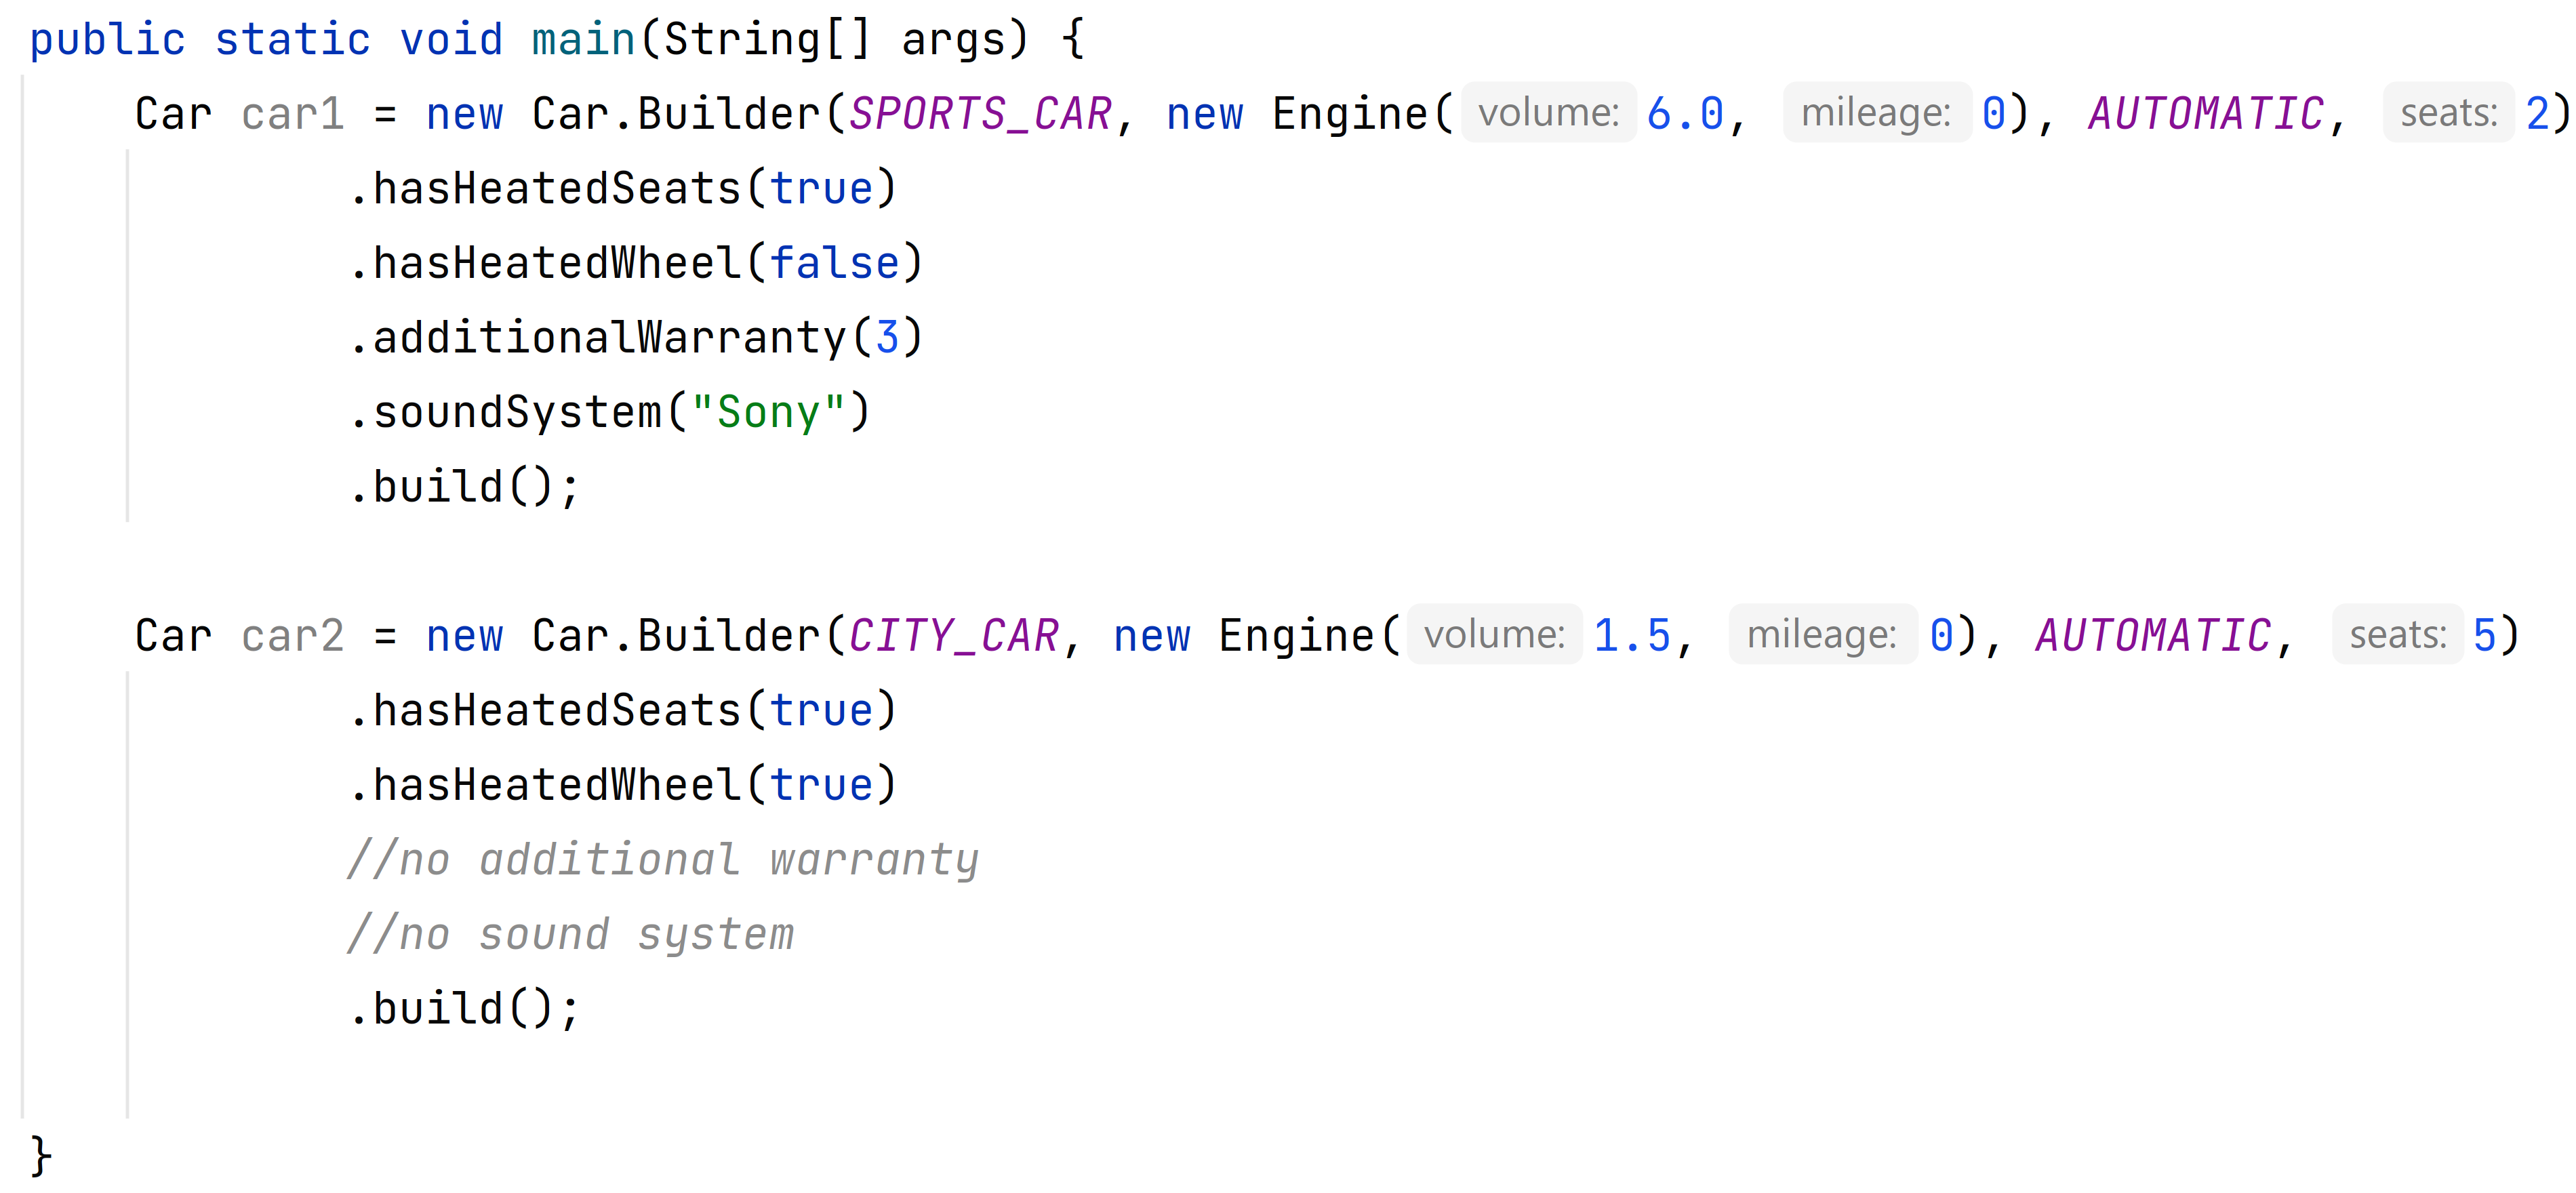 public static void main(String[] args) {
Car car1 = new Car.Builder(SPORTS_CAR, new Engine( volume: 6.0, mileage: 0), AUTOMATIC, seats: 2)
.hasHeatedSeats(true)
.hasHeatedWheel(false)
.additionalWarranty(3)
.soundSystem("Sony")
.build();
Car car2 = new Car.Builder(CITY_CAR, new Engine( volume: 1.5, mileage: 0), AUTOMATIC, seats: 5)
.hasHeatedSeats(true)
.hasHeatedWheel(true)
//no additional warranty
//no sound system
.build();
}